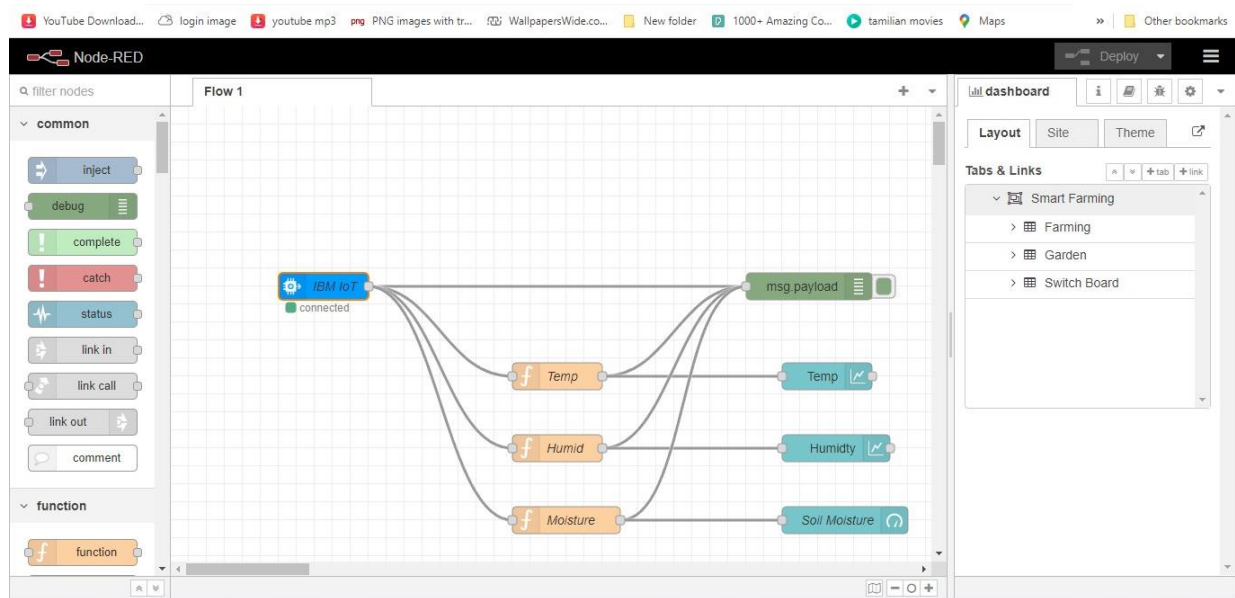 YouTube Download... login image youtube mp3 png PNG images with tr... WallpapersWide.co... New folder 1000+ Amazing Co... tamilian movies Maps » Other bookmarks
Node-RED Deploy
filter nodes
common
inject
debug
complete
catch
status
link in
link call
link out
comment
function
function
Flow 1
IBM IoT
connected
msg.payload
Temp
Temp
Humid
Humidty
Moisture
Soil Moisture
dashboard
Layout Site Theme
Tabs & Links +tab +link
Smart Farming
Farming
Garden
Switch Board